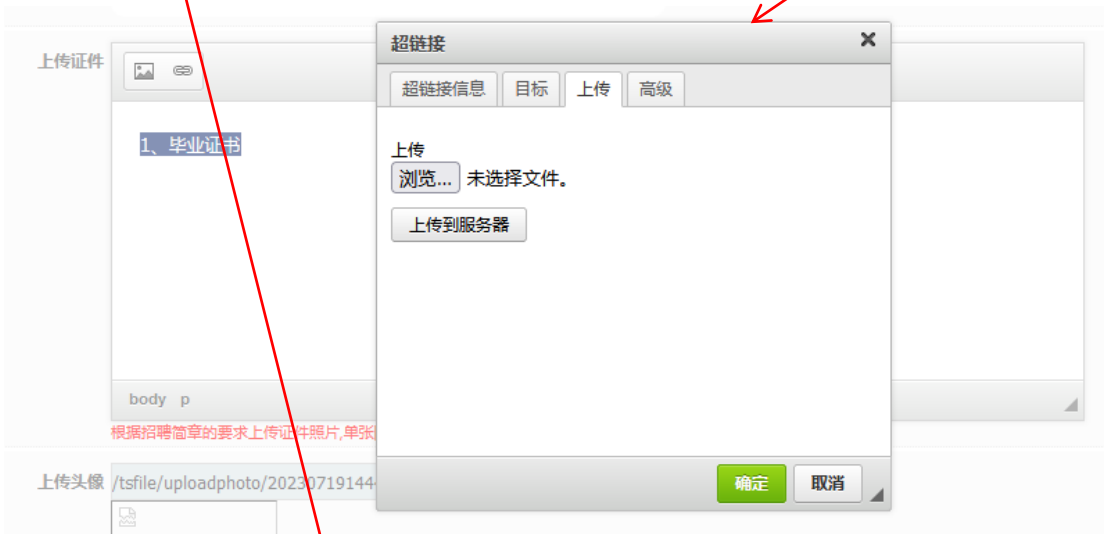 超链接
上传证件
超链接信息 目标 上传 高级
1、毕业证书
上传
浏览... 未选择文件。
上传到服务器
body p
根据招聘简章的要求上传证件照片,单张
上传头像 /tsfile/uploadphoto/20230719144
确定 取消